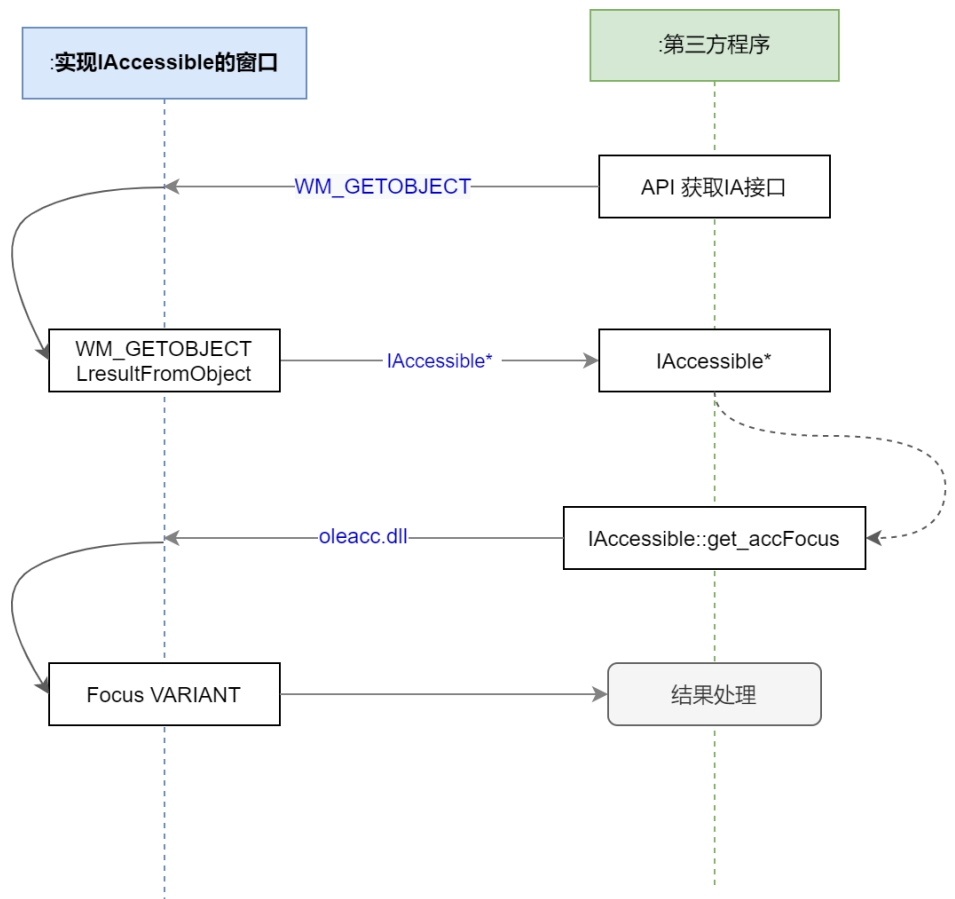 :实现IAccessible的窗口
:第三方程序
WM_GETOBJECT
API 获取IA接口
WM_GETOBJECT
LresultFromObject
IAccessible*
IAccessible*
oleacc.dll
IAccessible::get_accFocus
Focus VARIANT
结果处理